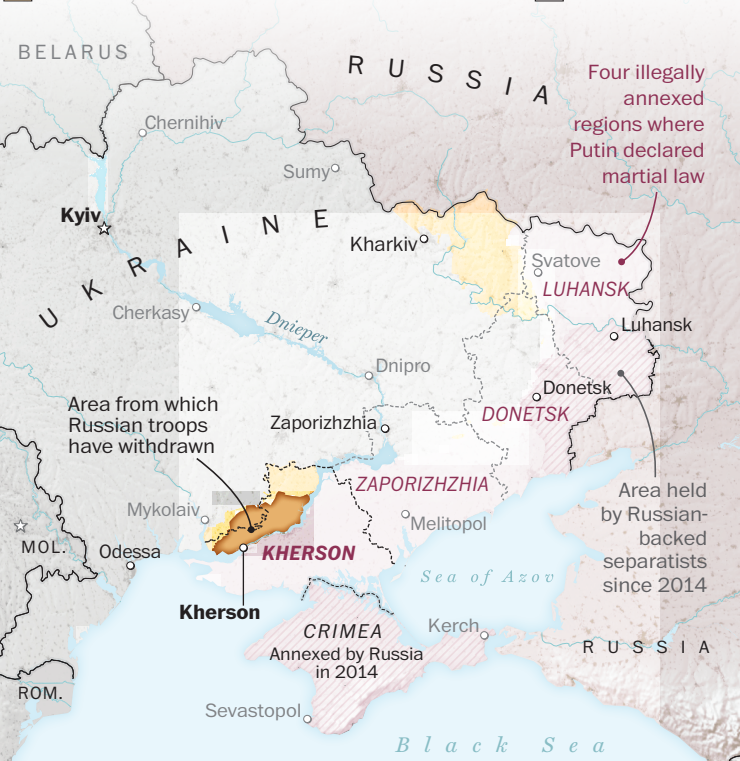 BELARUS
RUSSIA
Four illegally
annexed
regions where
Putin declared
martial law
Chernihiv
Sumy
Kyiv
UKRAINE
Kharkiv
Svatove
LUHANSK
Cherkasy
Dnieper
Luhansk
Dnipro
Donetsk
Area from which
Russian troops
have withdrawn
DONETSK
Zaporizhzhia
ZAPORIZHZHIA
Area held
by Russian-
backed
separatists
since 2014
Mykolaiv
Melitopol
MOL.
Odessa
KHERSON
Sea of Azov
Kherson
CRIMEA
Annexed by Russia
in 2014
Kerch
RUSSIA
ROM.
Sevastopol
Black Sea